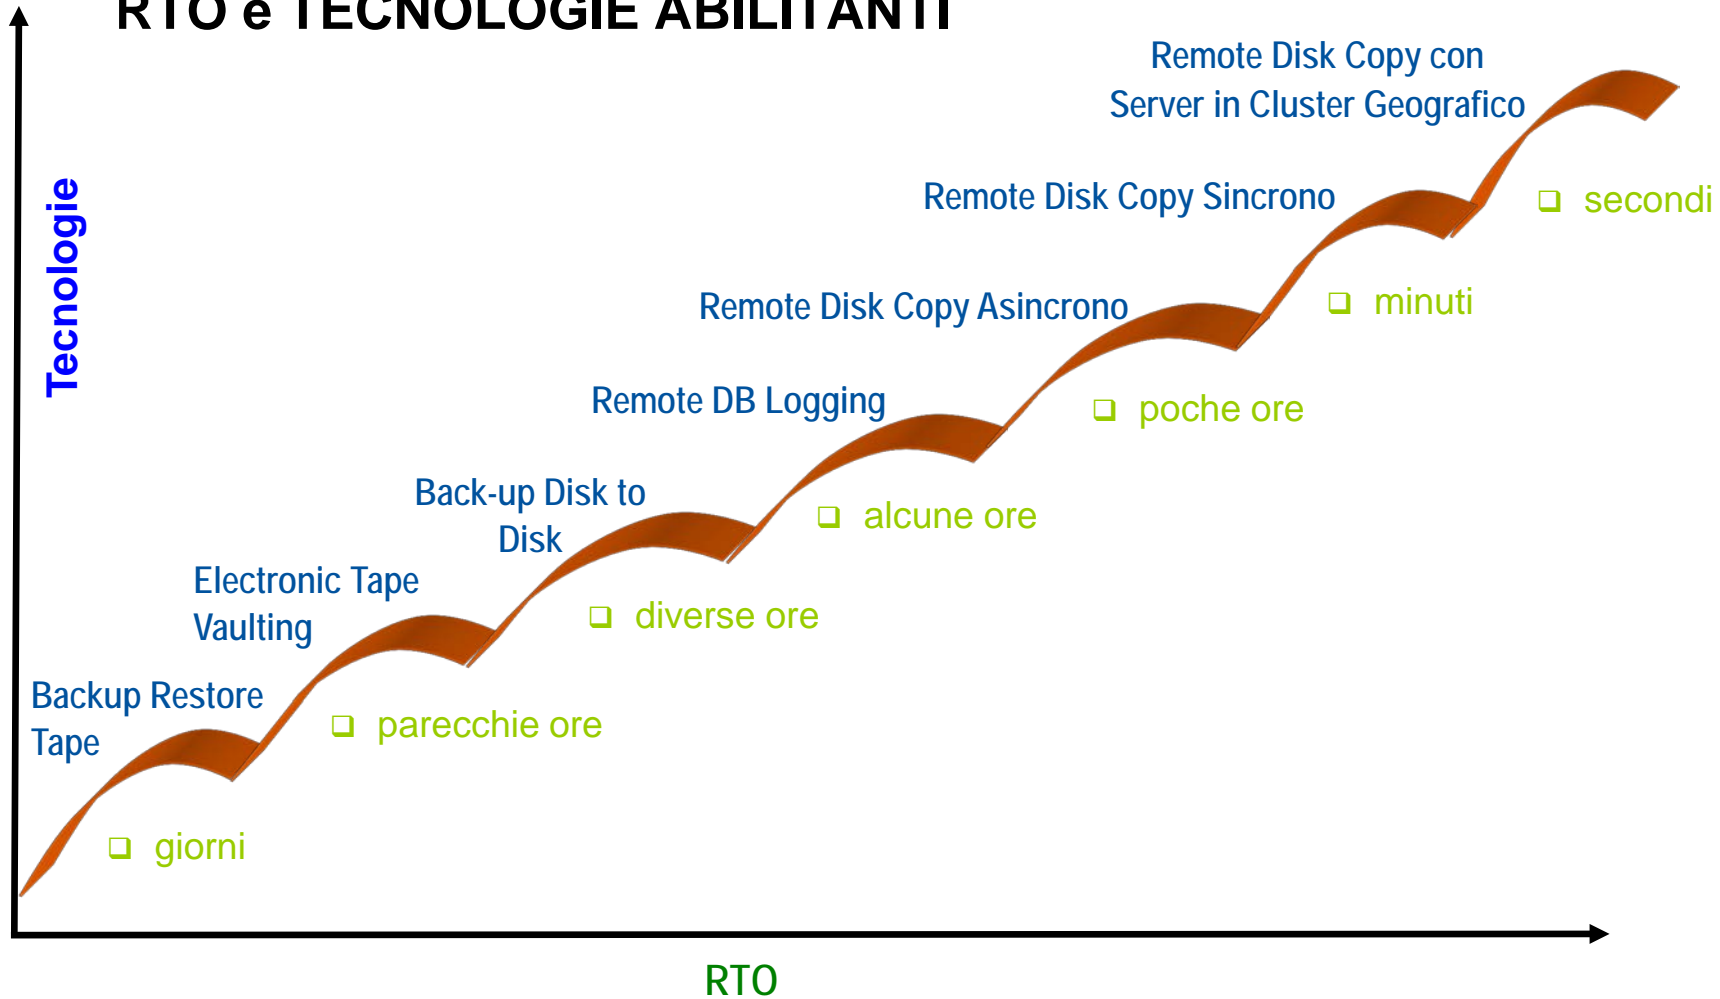 RTO e TECNOLOGIE ABILITANTI
Remote Disk Copy con
Server in Cluster Geografico
❑ secondi
Remote Disk Copy Sincrono
❑ minuti
Remote Disk Copy Asincrono
❑ poche ore
Remote DB Logging
❑ alcune ore
Back-up Disk to
Disk
❑ diverse ore
Electronic Tape
Vaulting
❑ parecchie ore
Backup Restore
Tape
❑ giorni
Tecnologie
RTO